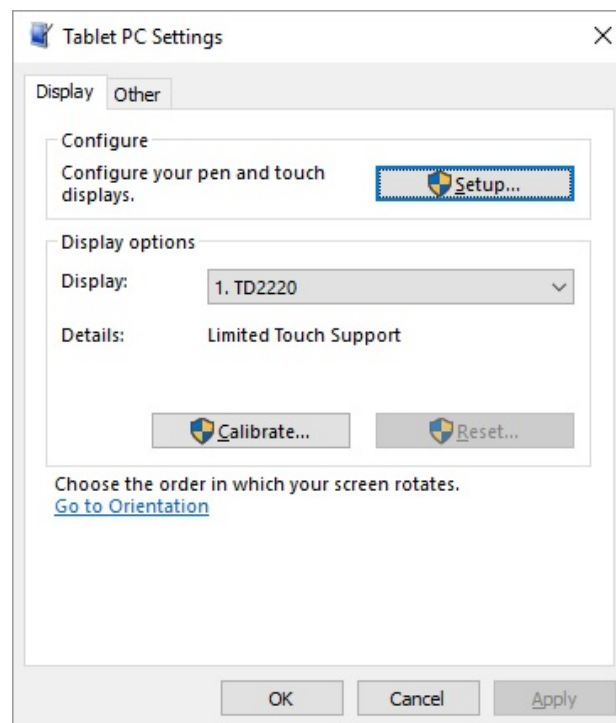 Tablet PC Settings
Display
Other
Configure
Configure your pen and touch
displays.
Setup...
Display options
Display:
1. TD2220
Details:
Limited Touch Support
Calibrate...
Reset...
Choose the order in which your screen rotates.
Go to Orientation
OK
Cancel
Apply